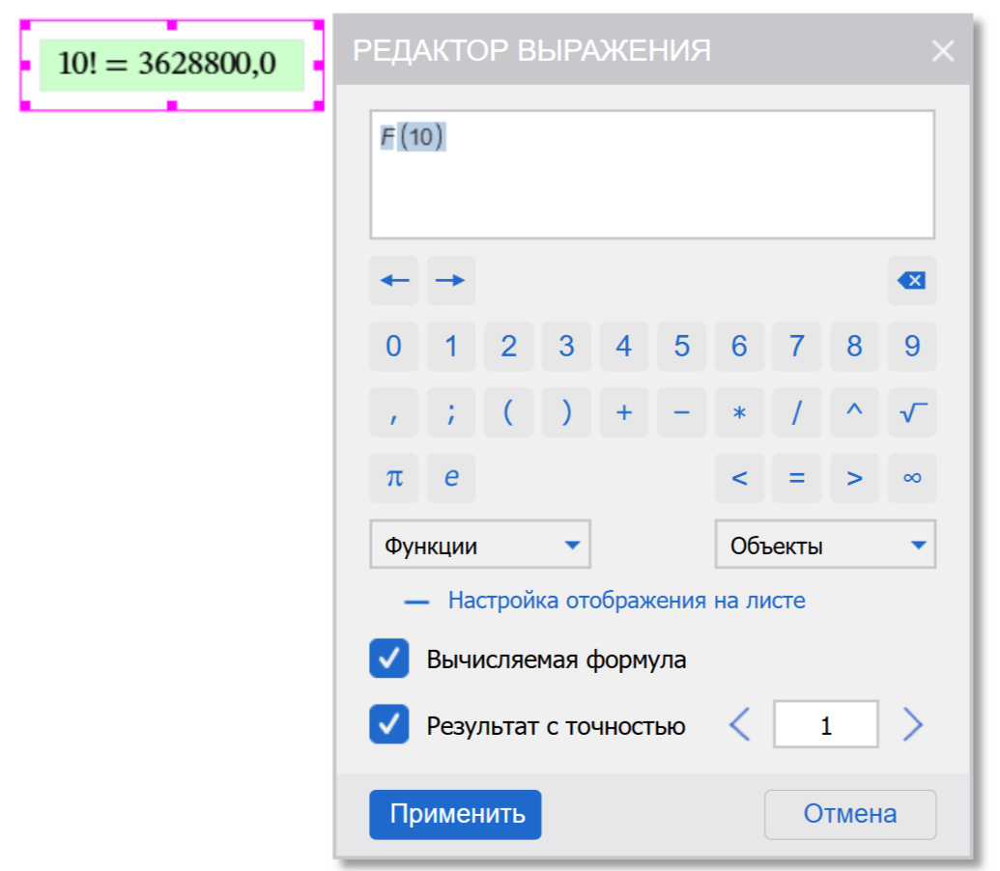 10! = 3628800,0
РЕДАКТОР ВЫРАЖЕНИЯ
F(10)
0 1 2 3 4 5 6 7 8 9
, ; ( ) + − * / ^ √
π e < = > ∞
Функции Объекты
Настройка отображения на листе
Вычисляемая формула
Результат с точностью 1
Применить Отмена